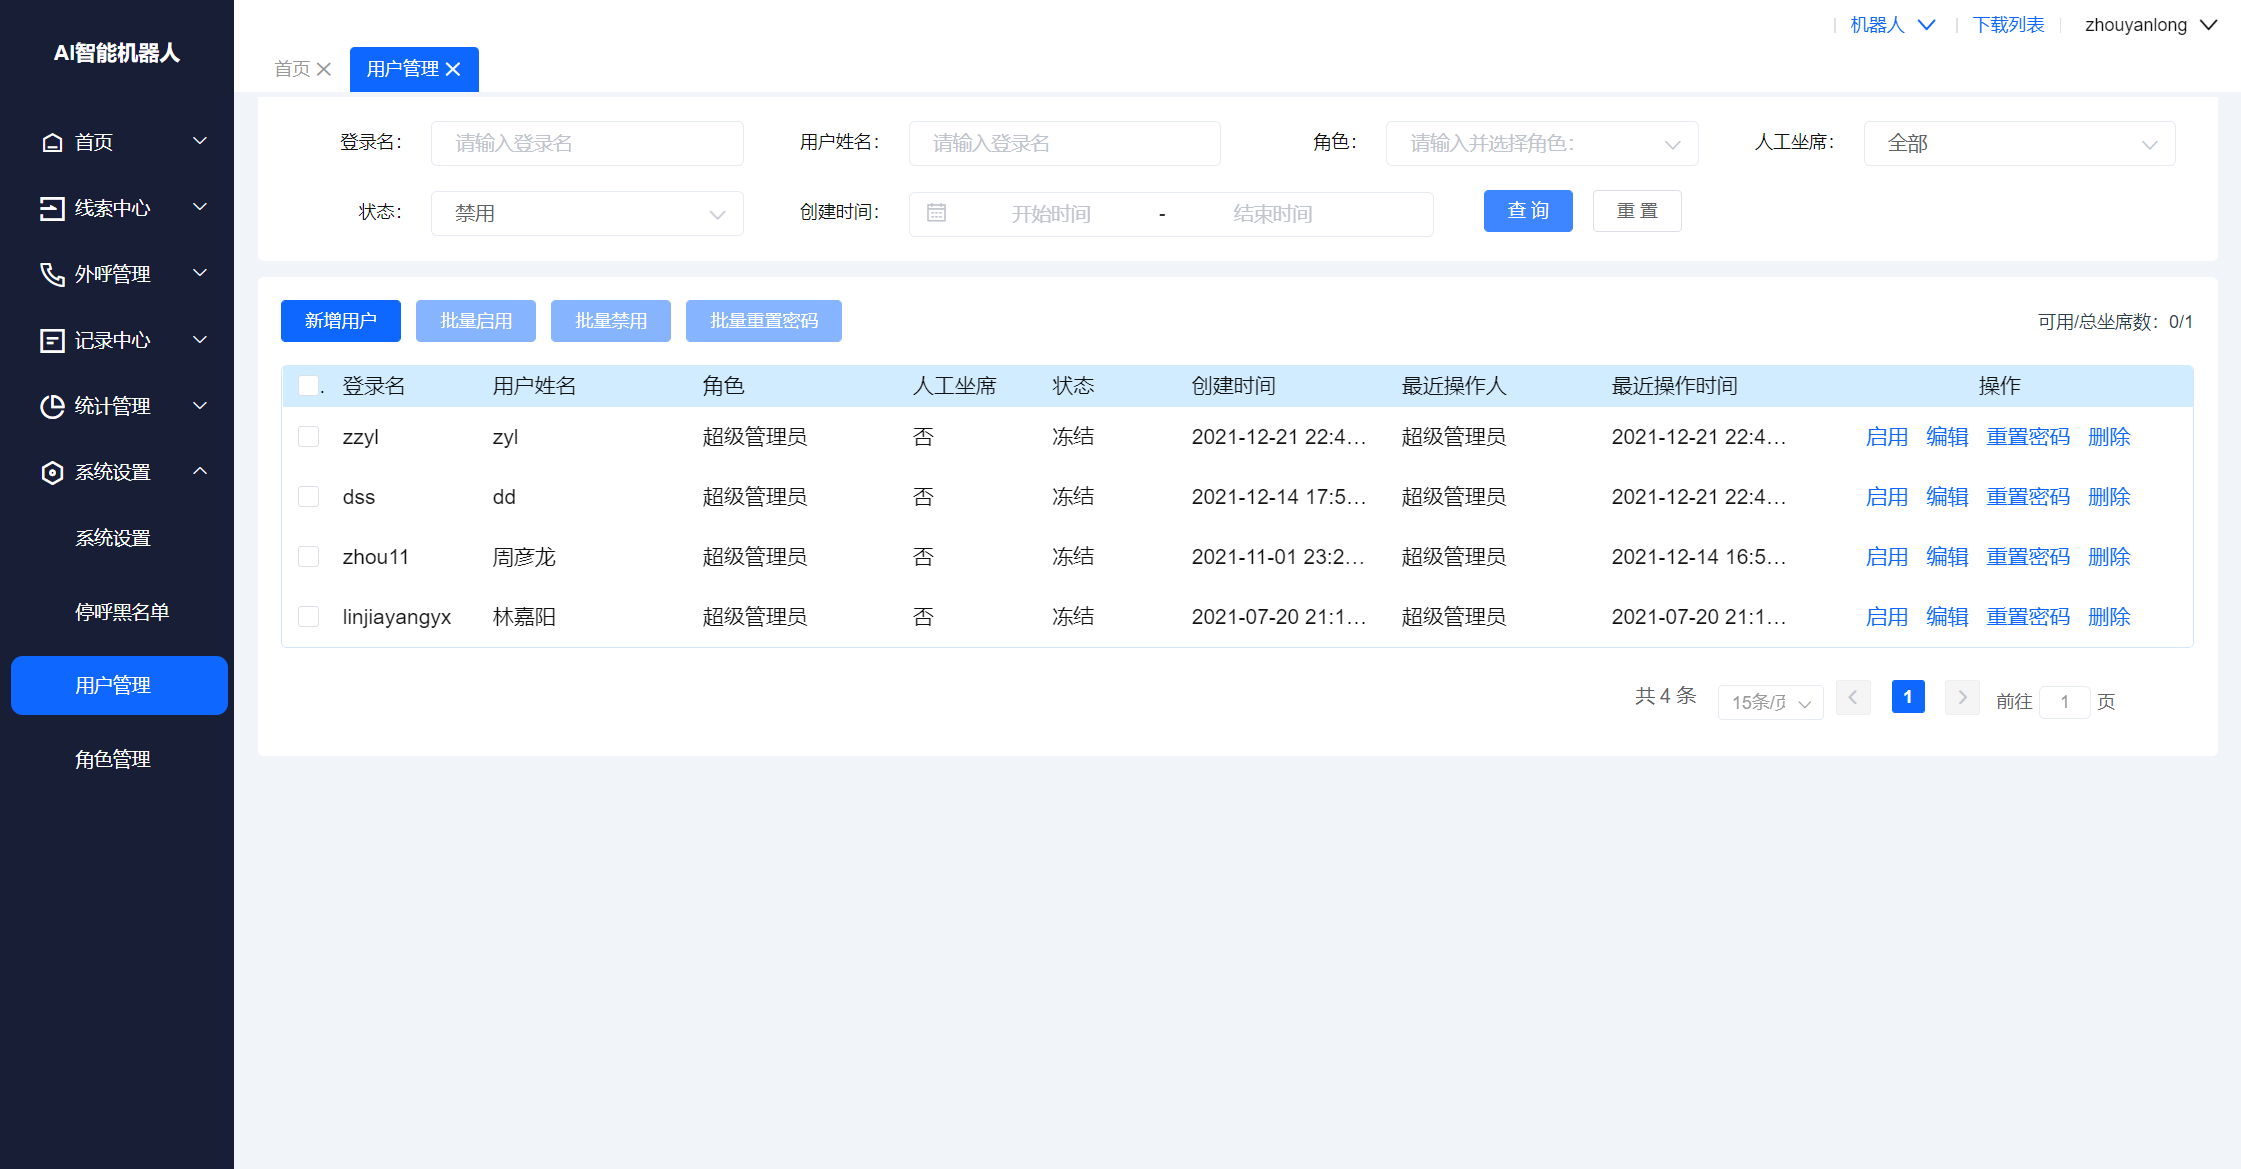 AI智能机器人
首页
线索中心
外呼管理
记录中心
统计管理
系统设置
系统设置
停呼黑名单
用户管理
角色管理
机器人
下载列表
zhouyanlong
首页
用户管理
登录名: 请输入登录名 用户姓名: 请输入登录名 角色: 请输入并选择角色: 人工坐席: 全部
状态: 禁用 创建时间: 开始时间 - 结束时间 查 询 重 置
新增用户 批量启用 批量禁用 批量重置密码 可用/总坐席数: 0/1
. 登录名 用户姓名 角色 人工坐席 状态 创建时间 最近操作人 最近操作时间 操作
zzyl zyl 超级管理员 否 冻结 2021-12-21 22:4... 超级管理员 2021-12-21 22:4... 启用 编辑 重置密码 删除
dss dd 超级管理员 否 冻结 2021-12-14 17:5... 超级管理员 2021-12-21 22:4... 启用 编辑 重置密码 删除
zhou11 周彦龙 超级管理员 否 冻结 2021-11-01 23:2... 超级管理员 2021-12-14 16:5... 启用 编辑 重置密码 删除
linjiayangyx 林嘉阳 超级管理员 否 冻结 2021-07-20 21:1... 超级管理员 2021-07-20 21:1... 启用 编辑 重置密码 删除
共 4 条 15条/页 1 前往 1 页